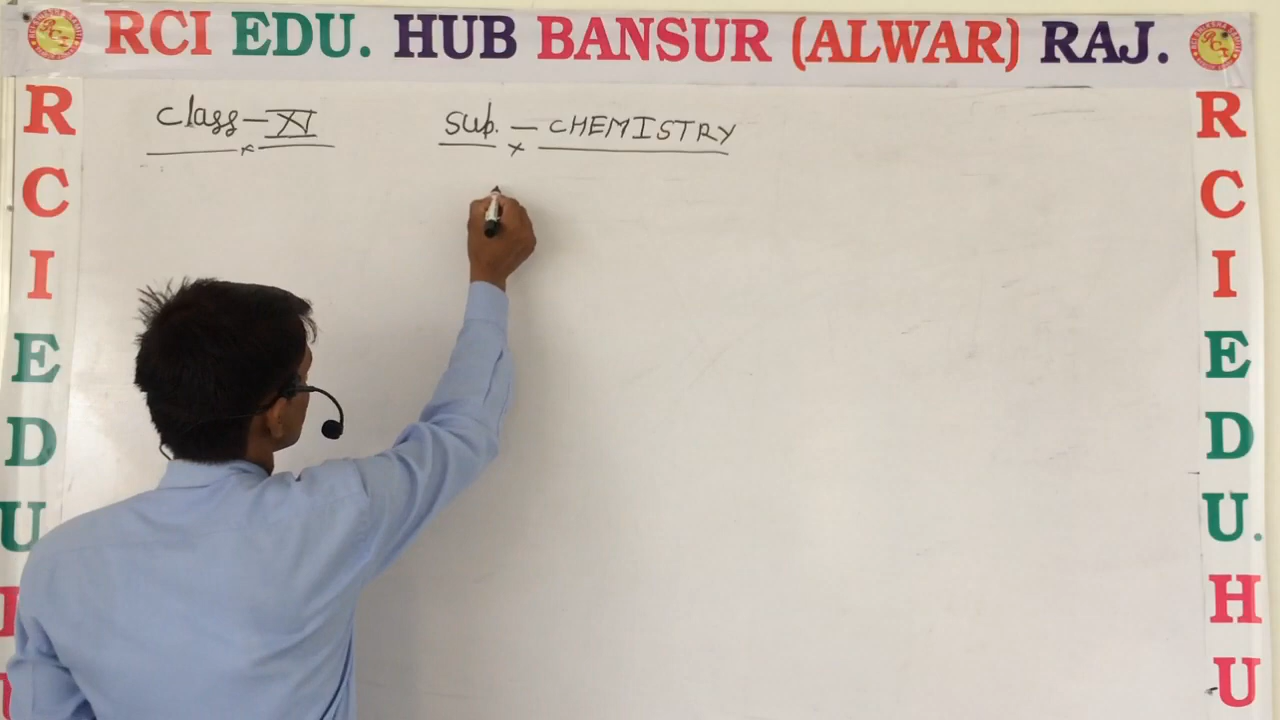 RCI EDU. HUB BANSUR (ALWAR) RAJ.
class - XI
Sub. - CHEMISTRY
R
C
I
E
D
U
R
C
I
E
D
U.
H
U